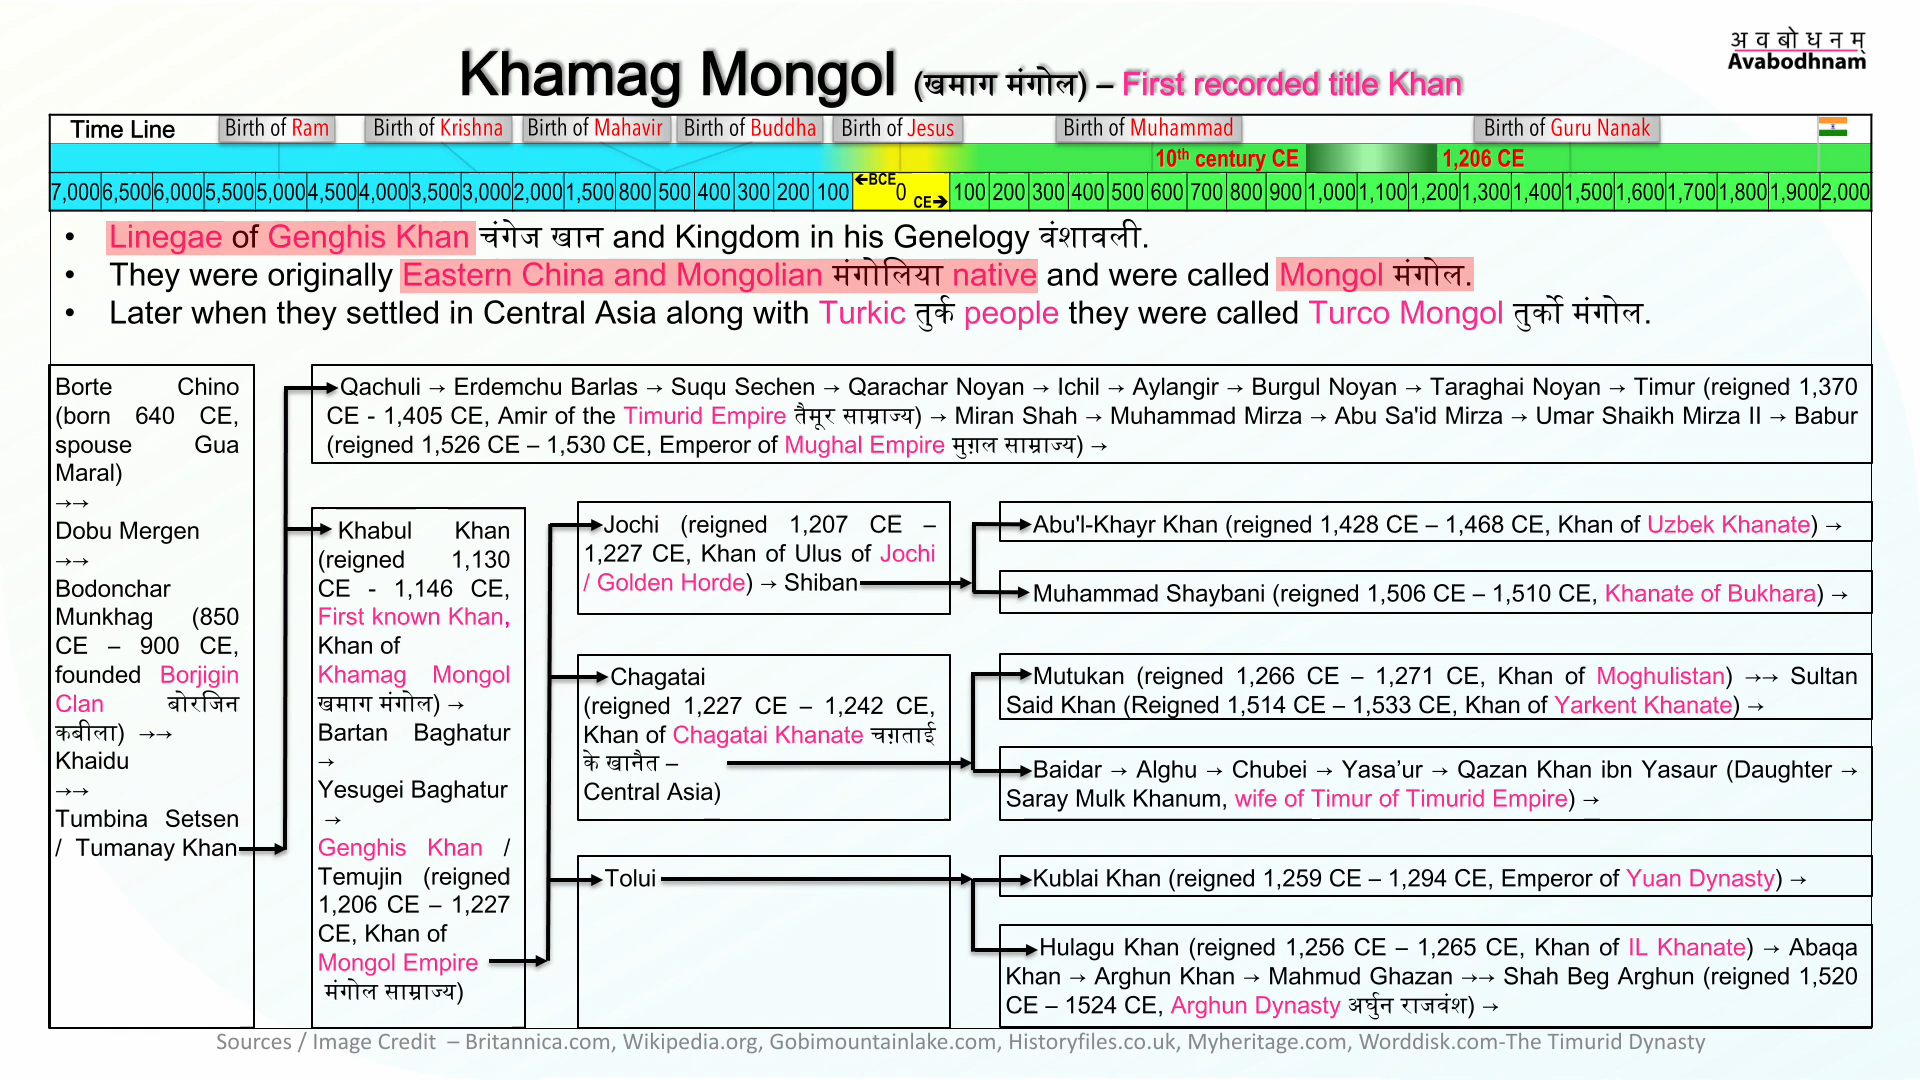 अ व बो ध न म्
Avabodhnam
Khamag Mongol (खमाग मंगोल) – First recorded title Khan
Time Line
Birth of Ram
Birth of Krishna
Birth of Mahavir
Birth of Buddha
Birth of Jesus
Birth of Muhammad
Birth of Guru Nanak
10th century CE
1,206 CE
7,000 6,500 6,000 5,500 5,000 4,500 4,000 3,500 3,000 2,000 1,500 800 500 400 300 200 100 ←BCE 0 CE→ 100 200 300 400 500 600 700 800 900 1,000 1,100 1,200 1,300 1,400 1,500 1,600 1,700 1,800 1,900 2,000
• Linegae of Genghis Khan चंगेज खान and Kingdom in his Genelogy वंशावली.
• They were originally Eastern China and Mongolian मंगोलिया native and were called Mongol मंगोल.
• Later when they settled in Central Asia along with Turkic तुर्क people they were called Turco Mongol तुर्को मंगोल.
Borte Chino
(born 640 CE,
spouse Gua
Maral)
→→
Dobu Mergen
→→
Bodonchar
Munkhag (850
CE – 900 CE,
founded Borjigin
Clan बोरजिन
कबीला) →→
Khaidu
→→
Tumbina Setsen
/ Tumanay Khan
Qachuli → Erdemchu Barlas → Suqu Sechen → Qarachar Noyan → Ichil → Aylangir → Burgul Noyan → Taraghai Noyan → Timur (reigned 1,370
CE - 1,405 CE, Amir of the Timurid Empire तैमूर साम्राज्य) → Miran Shah → Muhammad Mirza → Abu Sa'id Mirza → Umar Shaikh Mirza II → Babur
(reigned 1,526 CE – 1,530 CE, Emperor of Mughal Empire मुग़ल साम्राज्य) →
Khabul Khan
(reigned 1,130
CE - 1,146 CE,
First known Khan,
Khan of
Khamag Mongol
खमाग मंगोल) →
Bartan Baghatur
→
Yesugei Baghatur
→
Genghis Khan /
Temujin (reigned
1,206 CE – 1,227
CE, Khan of
Mongol Empire
मंगोल साम्राज्य)
Jochi (reigned 1,207 CE –
1,227 CE, Khan of Ulus of Jochi
/ Golden Horde) → Shiban
Chagatai
(reigned 1,227 CE – 1,242 CE,
Khan of Chagatai Khanate चग़ताई
के खानैत –
Central Asia)
Tolui
Abu'l-Khayr Khan (reigned 1,428 CE – 1,468 CE, Khan of Uzbek Khanate) →
Muhammad Shaybani (reigned 1,506 CE – 1,510 CE, Khanate of Bukhara) →
Mutukan (reigned 1,266 CE – 1,271 CE, Khan of Moghulistan) →→ Sultan
Said Khan (Reigned 1,514 CE – 1,533 CE, Khan of Yarkent Khanate) →
Baidar → Alghu → Chubei → Yasa’ur → Qazan Khan ibn Yasaur (Daughter →
Saray Mulk Khanum, wife of Timur of Timurid Empire) →
Kublai Khan (reigned 1,259 CE – 1,294 CE, Emperor of Yuan Dynasty) →
Hulagu Khan (reigned 1,256 CE – 1,265 CE, Khan of IL Khanate) → Abaqa
Khan → Arghun Khan → Mahmud Ghazan →→ Shah Beg Arghun (reigned 1,520
CE – 1524 CE, Arghun Dynasty अर्घुन राजवंश) →
Sources / Image Credit – Britannica.com, Wikipedia.org, Gobimountainlake.com, Historyfiles.co.uk, Myheritage.com, Worddisk.com-The Timurid Dynasty